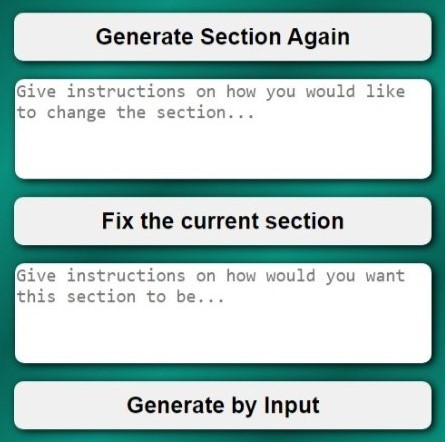 Generate Section Again
Give instructions on how you would like
to change the section...
Fix the current section
Give instructions on how would you want
this section to be...
Generate by Input